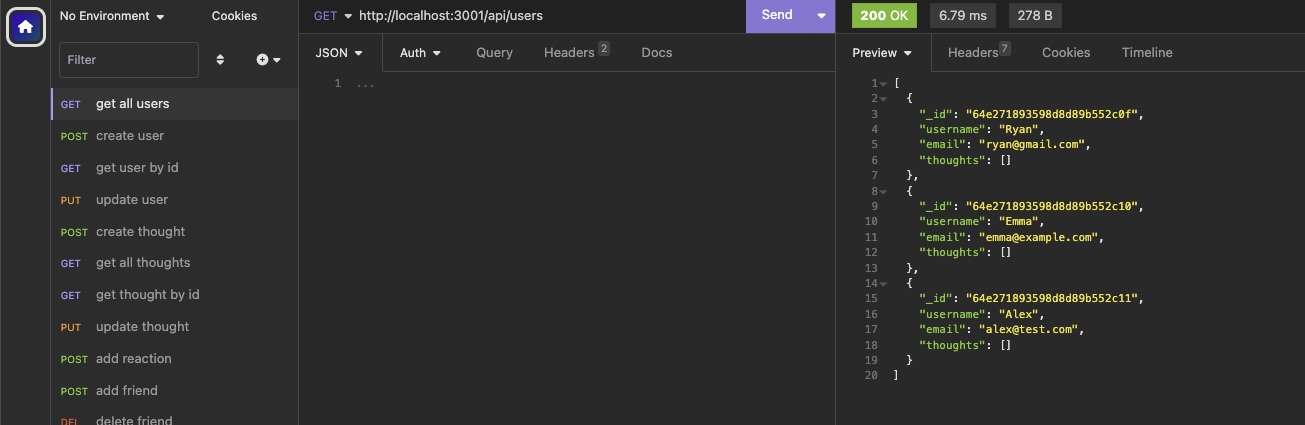 No Environment
Cookies
Filter
GET get all users
POST create user
GET get user by id
PUT update user
POST create thought
GET get all thoughts
GET get thought by id
PUT update thought
POST add reaction
POST add friend
DEL delete friend
GET http://localhost:3001/api/users
Send
JSON Auth Query Headers 2 Docs
1 ...
200 OK 6.79 ms 278 B
Preview Headers 7 Cookies Timeline
1 [
2 {
3 "_id": "64e271893598d8d89b552c0f",
4 "username": "Ryan",
5 "email": "ryan@gmail.com",
6 "thoughts": []
7 },
8 {
9 "_id": "64e271893598d8d89b552c10",
10 "username": "Emma",
11 "email": "emma@example.com",
12 "thoughts": []
13 },
14 {
15 "_id": "64e271893598d8d89b552c11",
16 "username": "Alex",
17 "email": "alex@test.com",
18 "thoughts": []
19 }
20 ]